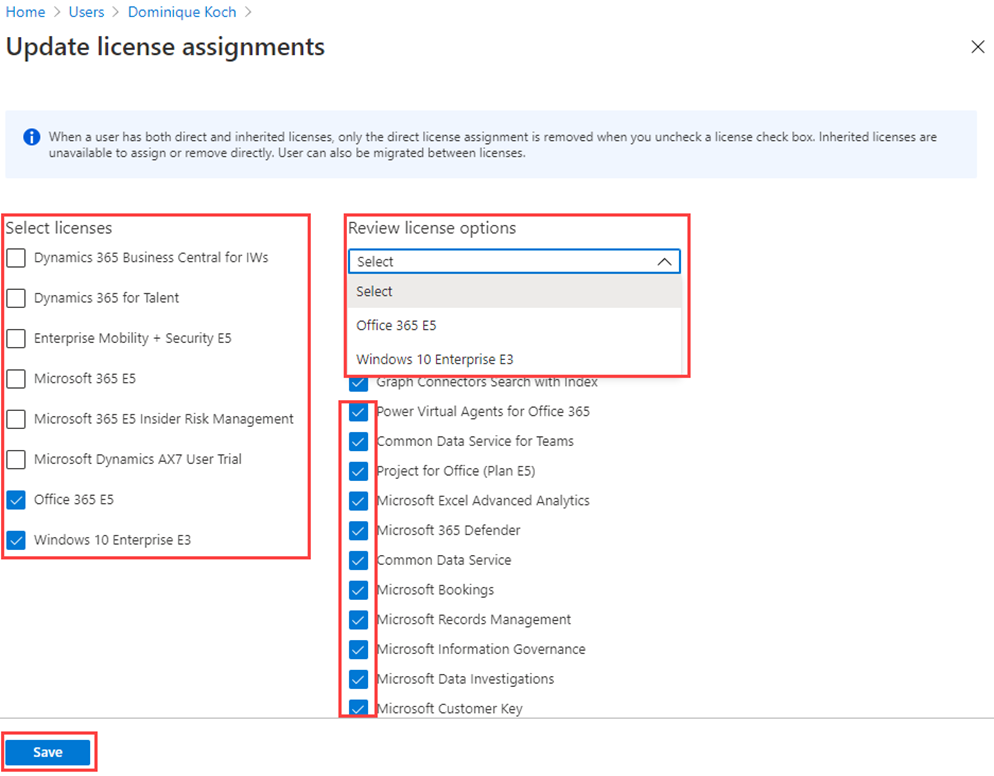 Home > Users > Dominique Koch >
Update license assignments
When a user has both direct and inherited licenses, only the direct license assignment is removed when you uncheck a license check box. Inherited licenses are
unavailable to assign or remove directly. User can also be migrated between licenses.
Select licenses
Dynamics 365 Business Central for IWs
Dynamics 365 for Talent
Enterprise Mobility + Security E5
Microsoft 365 E5
Microsoft 365 E5 Insider Risk Management
Microsoft Dynamics AX7 User Trial
Office 365 E5
Windows 10 Enterprise E3
Review license options
Select
Select
Office 365 E5
Windows 10 Enterprise E3
Graph Connectors Search with Index
Power Virtual Agents for Office 365
Common Data Service for Teams
Project for Office (Plan E5)
Microsoft Excel Advanced Analytics
Microsoft 365 Defender
Common Data Service
Microsoft Bookings
Microsoft Records Management
Microsoft Information Governance
Microsoft Data Investigations
Microsoft Customer Key
Save